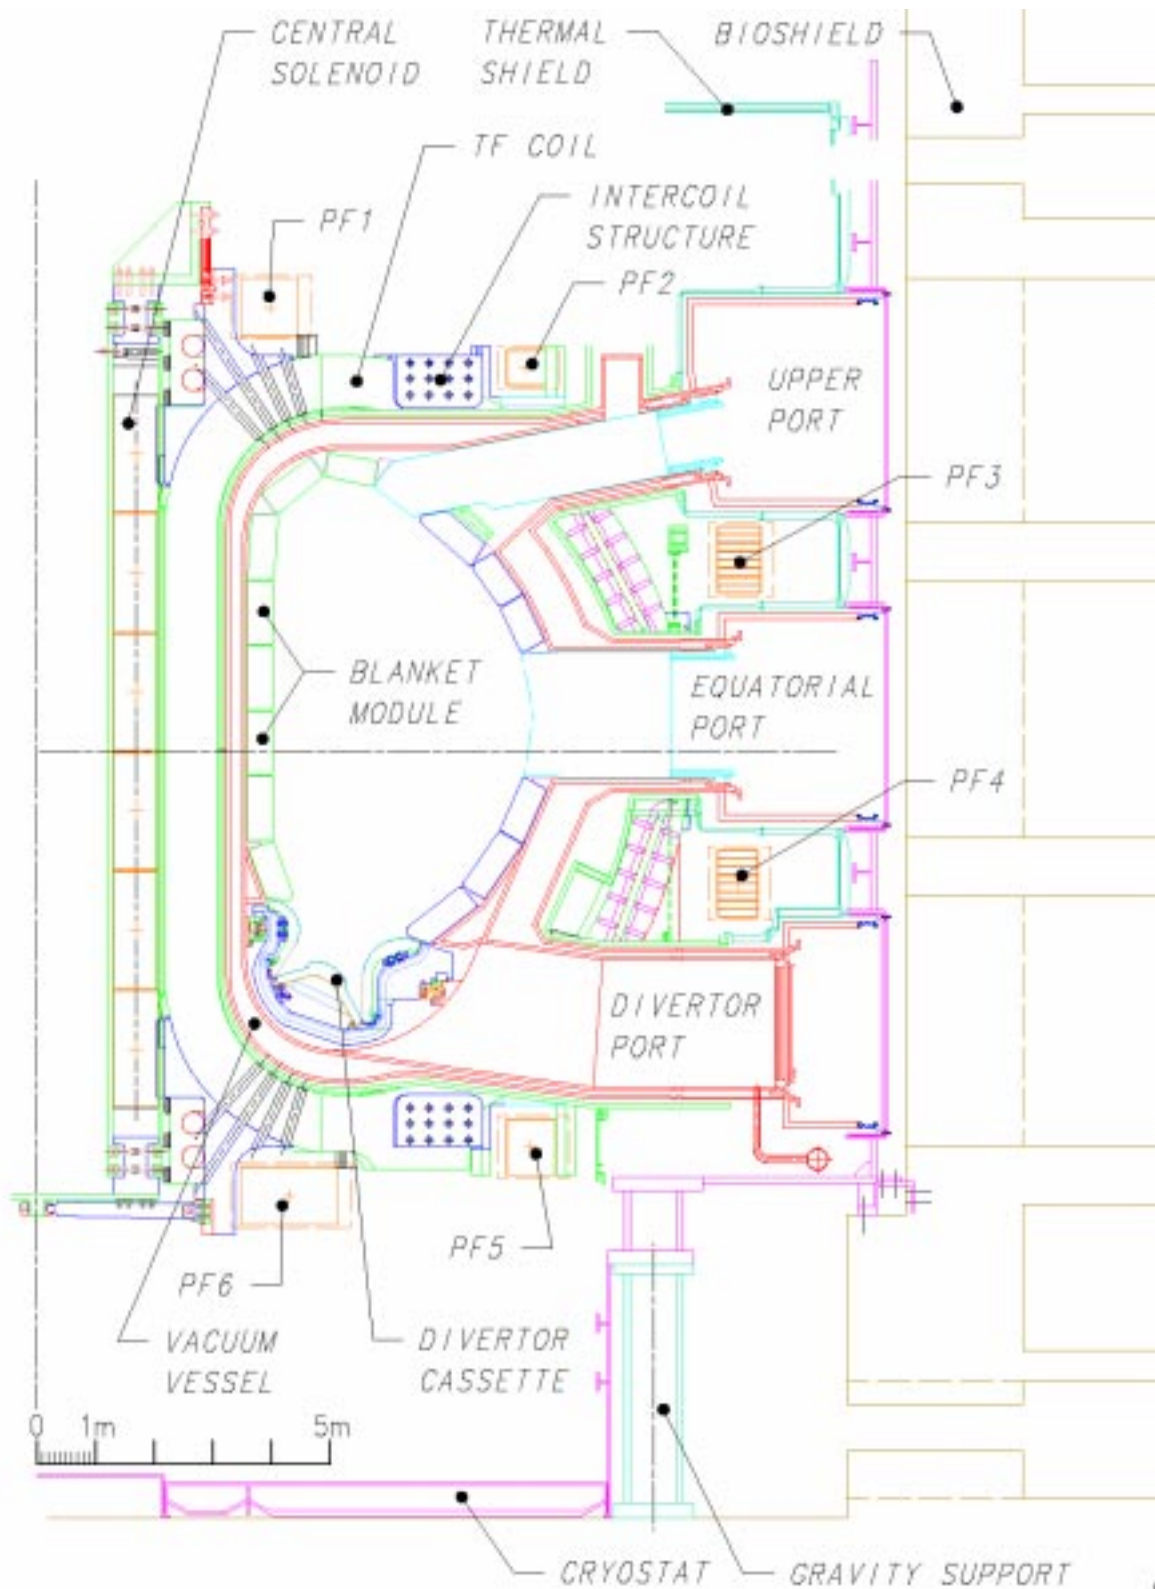 CENTRAL
SOLENOID
THERMAL
SHIELD
BIOSHIELD
TF COIL
INTERCOIL
STRUCTURE
PF1
PF2
UPPER
PORT
PF3
BLANKET
MODULE
EQUATORIAL
PORT
PF4
DIVERTOR
PORT
PF5
PF6
VACUUM
VESSEL
DIVERTOR
CASSETTE
0 1m 5m
CRYOSTAT
GRAVITY SUPPORT